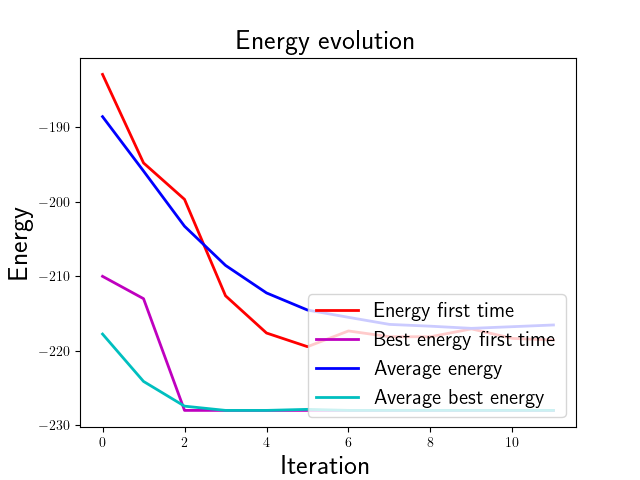 Energy evolution
Energy
−190
−200
−210
−220
−230
Energy first time
Best energy first time
Average energy
Average best energy
0 2 4 6 8 10
Iteration